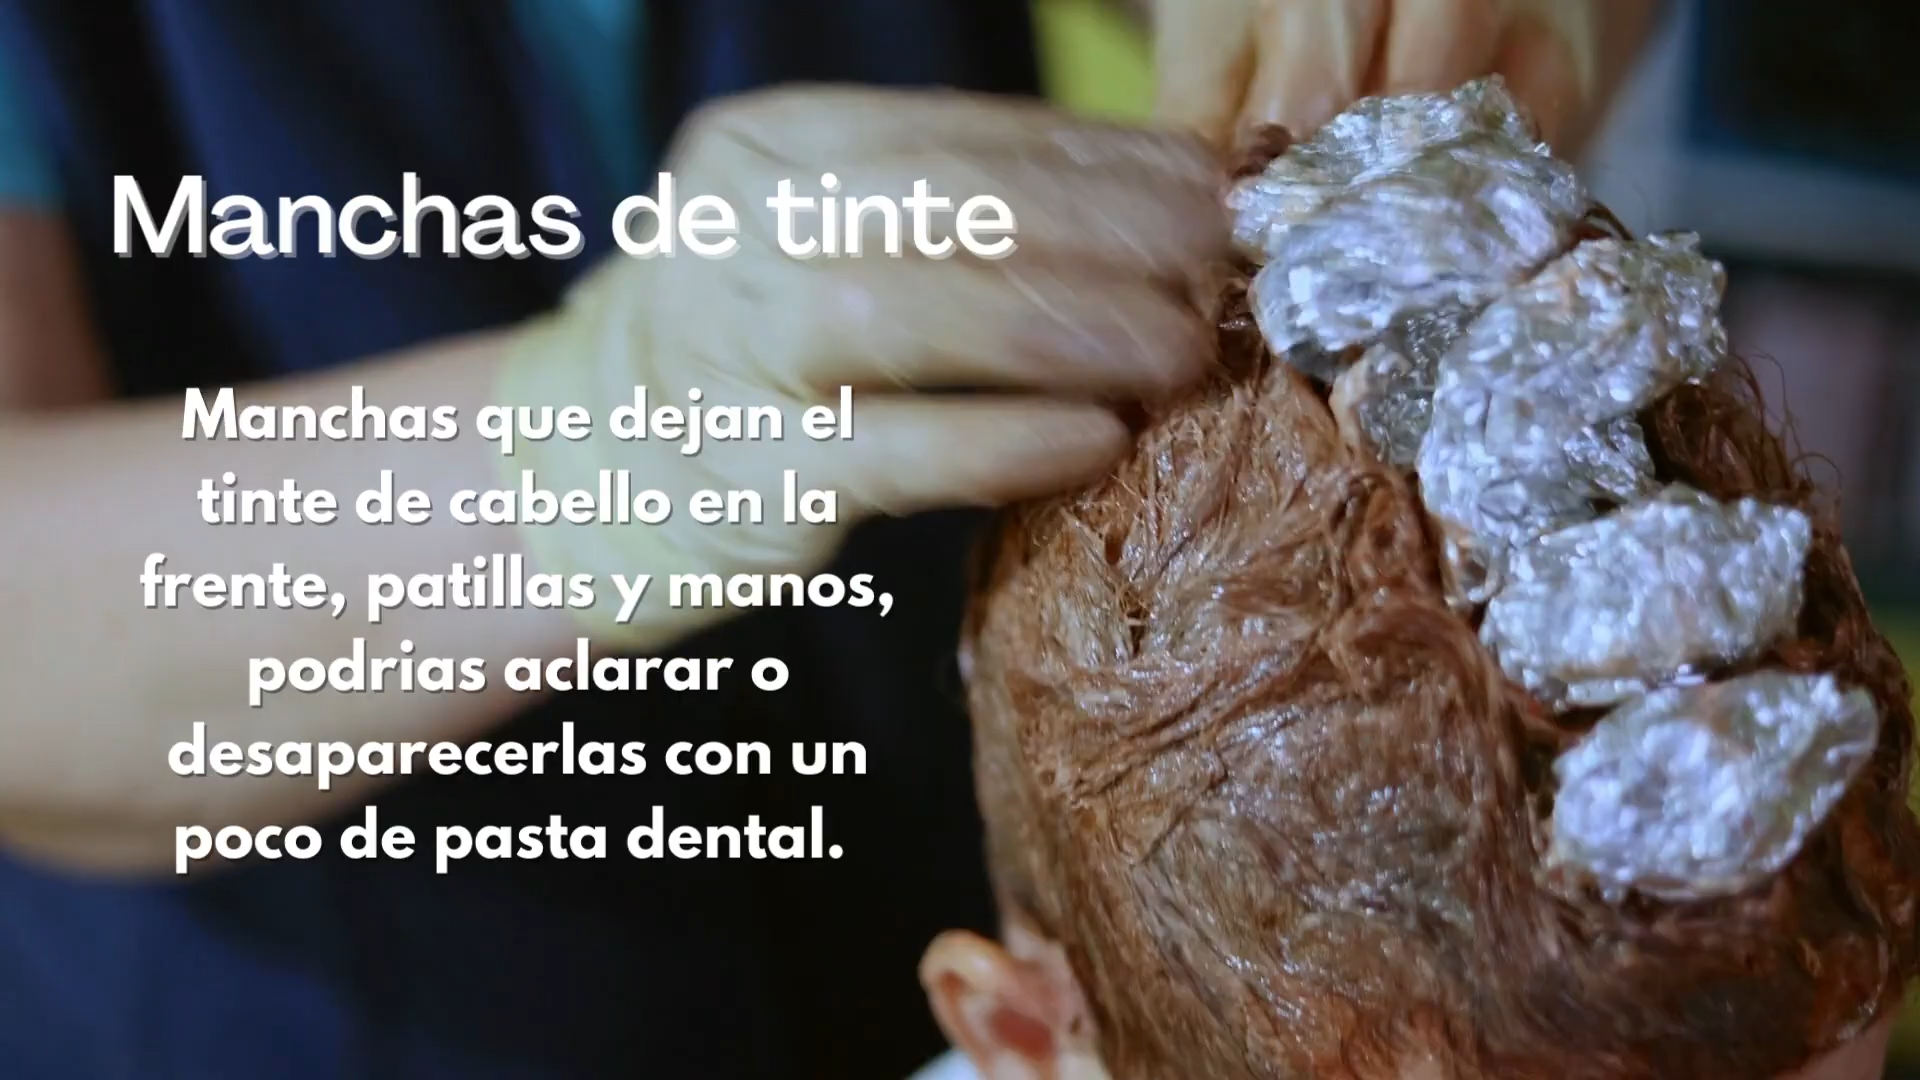 Manchas de tinte
Manchas que dejan el
tinte de cabello en la
frente, patillas y manos,
podrias aclarar o
desaparecerlas con un
poco de pasta dental.